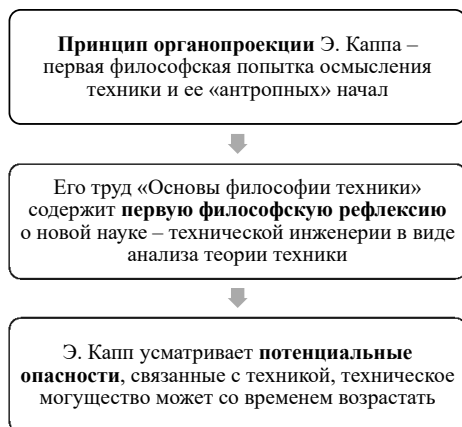 Принцип органопроекции Э. Каппа –
первая философская попытка осмысления
техники и ее «антропных» начал
Его труд «Основы философии техники»
содержит первую философскую рефлексию
о новой науке – технической инженерии в виде
анализа теории техники
Э. Капп усматривает потенциальные
опасности, связанные с техникой, техническое
могущество может со временем возрастать